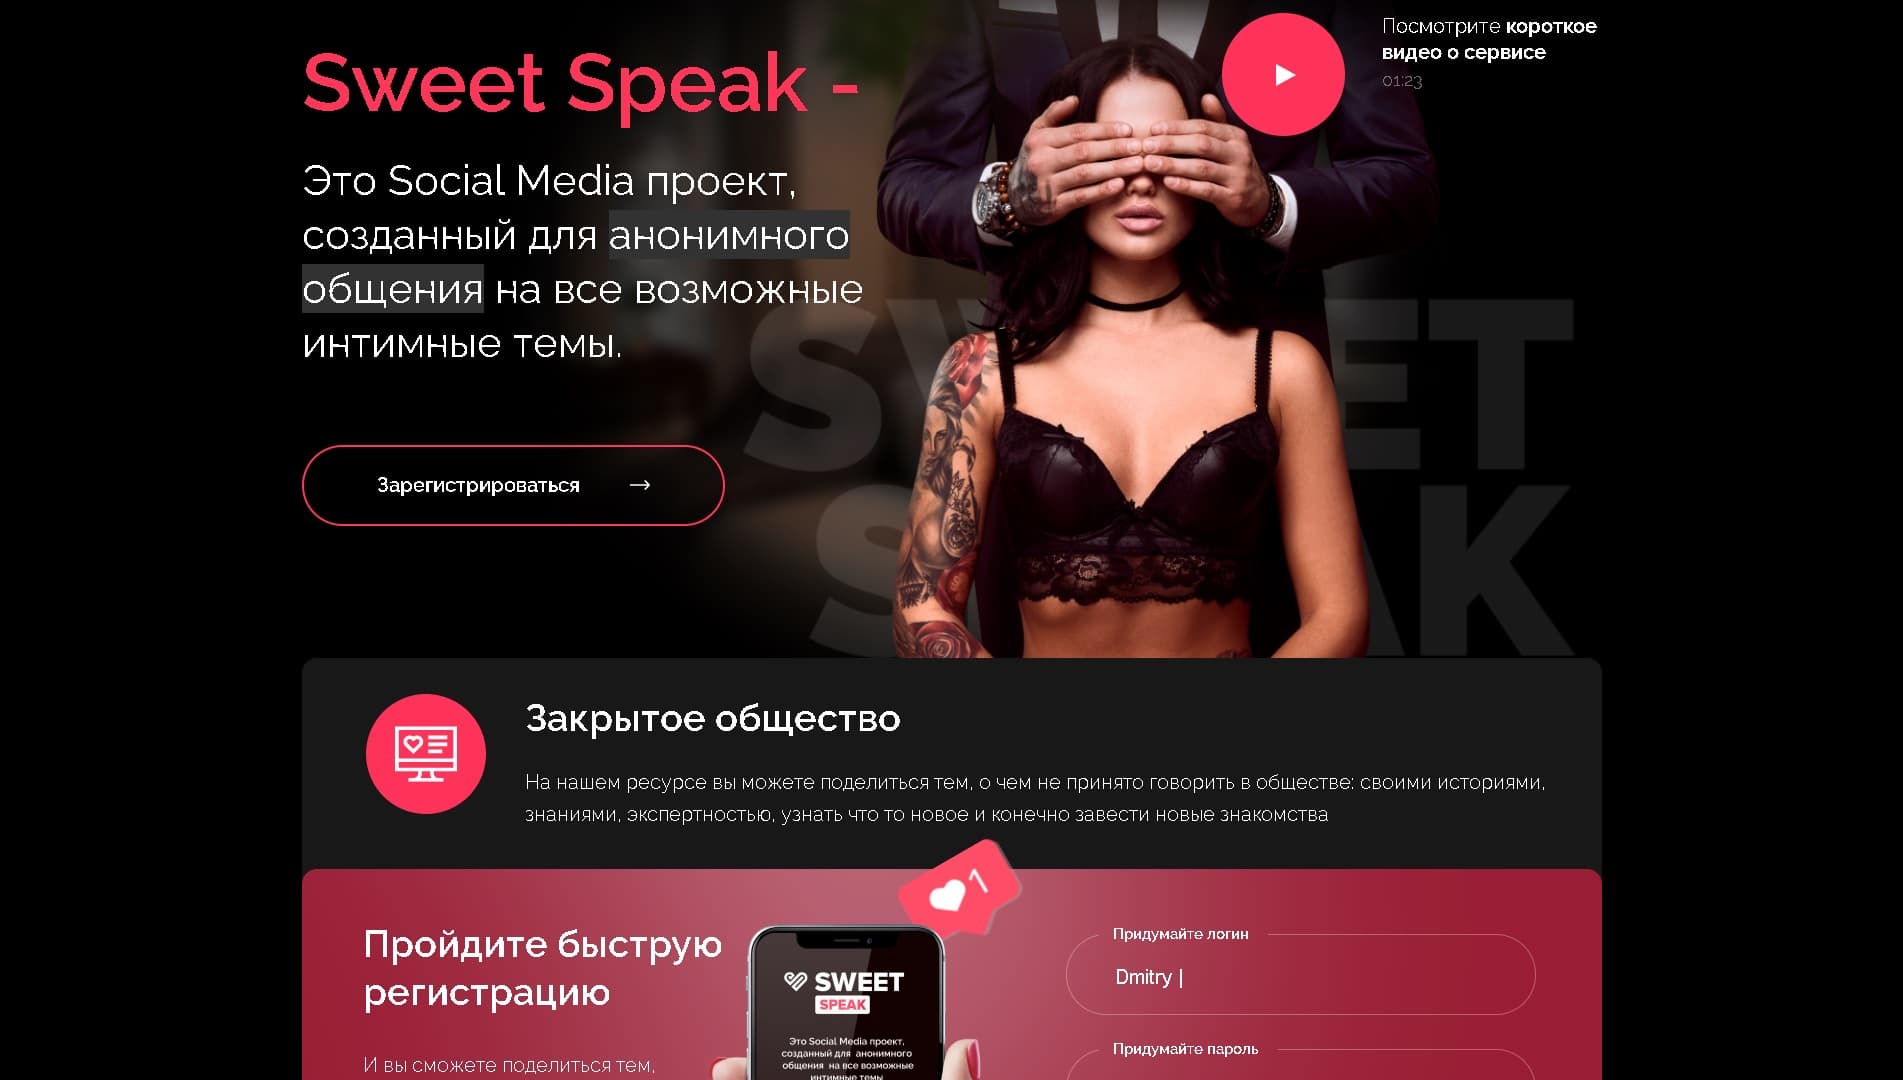 Sweet Speak -
Посмотрите короткое
видео о сервисе
01:23
Это Social Media проект,
созданный для анонимного
общения на все возможные
интимные темы.
SWEET
SPEAK
Зарегистрироваться
Закрытое общество
На нашем ресурсе вы можете поделиться тем, о чем не принято говорить в обществе: своими историями,
знаниями, экспертностью, узнать что то новое и конечно завести новые знакомства
1
Пройдите быструю
регистрацию
И вы сможете поделиться тем,
SWEET
SPEAK
Это Social Media проект,
созданный для анонимного
общения на все возможные
интимные темы
Придумайте логин
Dmitry |
Придумайте пароль